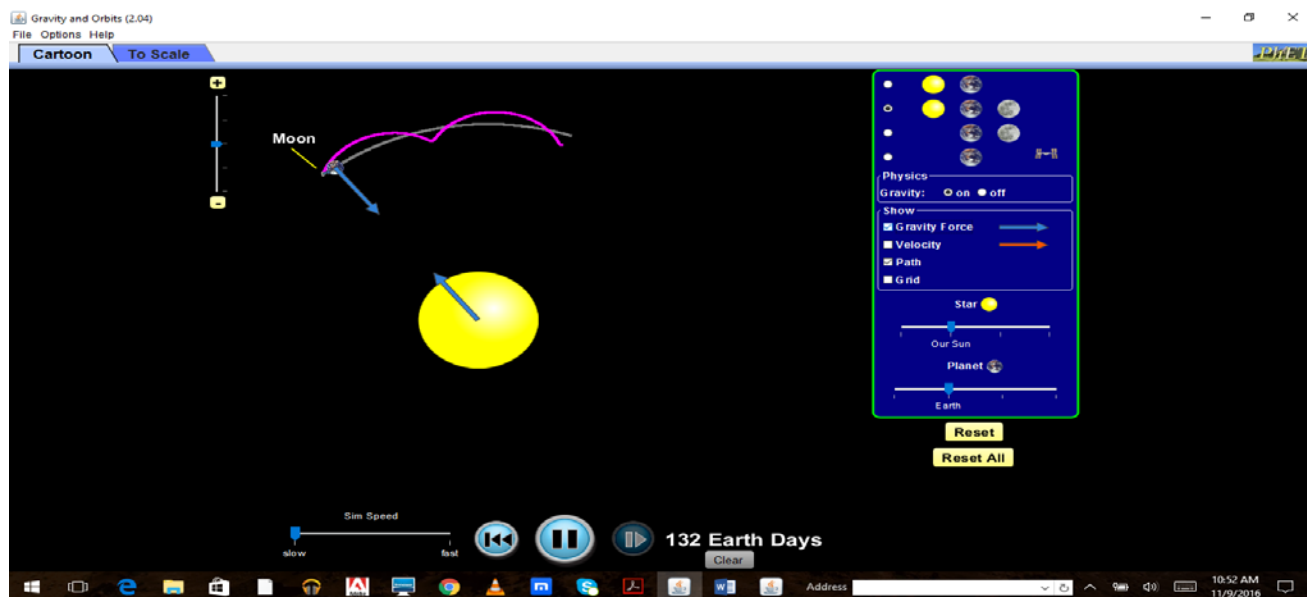 Gravity and Orbits (2.04)
File Options Help
Cartoon To Scale
PhET
Moon
Physics
Gravity: on off
Show
Gravity Force
Velocity
Path
Grid
Star
Our Sun
Planet
Earth
Reset
Reset All
Sim Speed
slow fast
132 Earth Days
Clear
Address
10:52 AM
11/9/2016